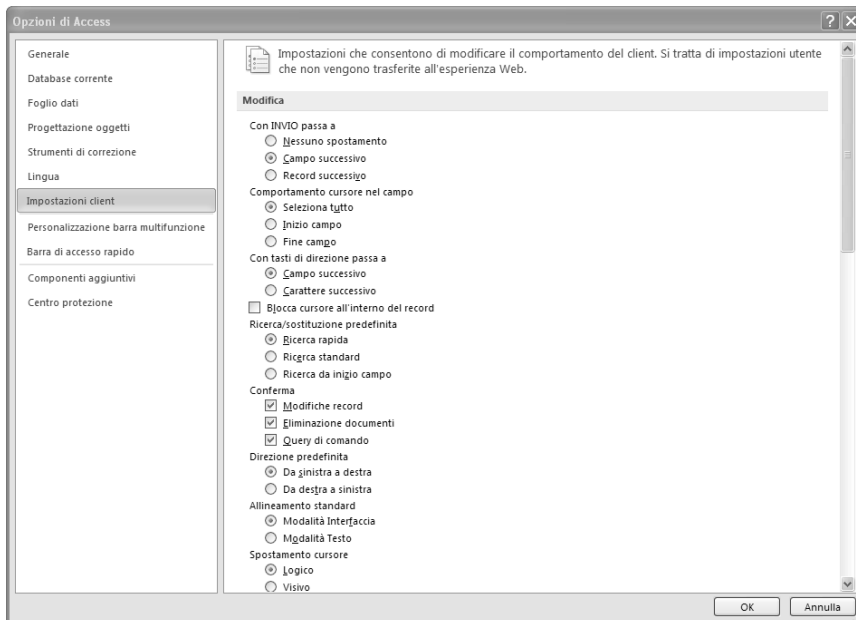 Opzioni di Access
Generale
Database corrente
Foglio dati
Progettazione oggetti
Strumenti di correzione
Lingua
Impostazioni client
Personalizzazione barra multifunzione
Barra di accesso rapido
Componenti aggiuntivi
Centro protezione
Impostazioni che consentono di modificare il comportamento del client. Si tratta di impostazioni utente
che non vengono trasferite all'esperienza Web.
Modifica
Con INVIO passa a
Nessuno spostamento
Campo successivo
Record successivo
Comportamento cursore nel campo
Seleziona tutto
Inizio campo
Fine campo
Con tasti di direzione passa a
Campo successivo
Carattere successivo
Blocca cursore all'interno del record
Ricerca/sostituzione predefinita
Ricerca rapida
Ricerca standard
Ricerca da inizio campo
Conferma
Modifiche record
Eliminazione documenti
Query di comando
Direzione predefinita
Da sinistra a destra
Da destra a sinistra
Allineamento standard
Modalità Interfaccia
Modalità Testo
Spostamento cursore
Logico
Visivo
OK
Annulla